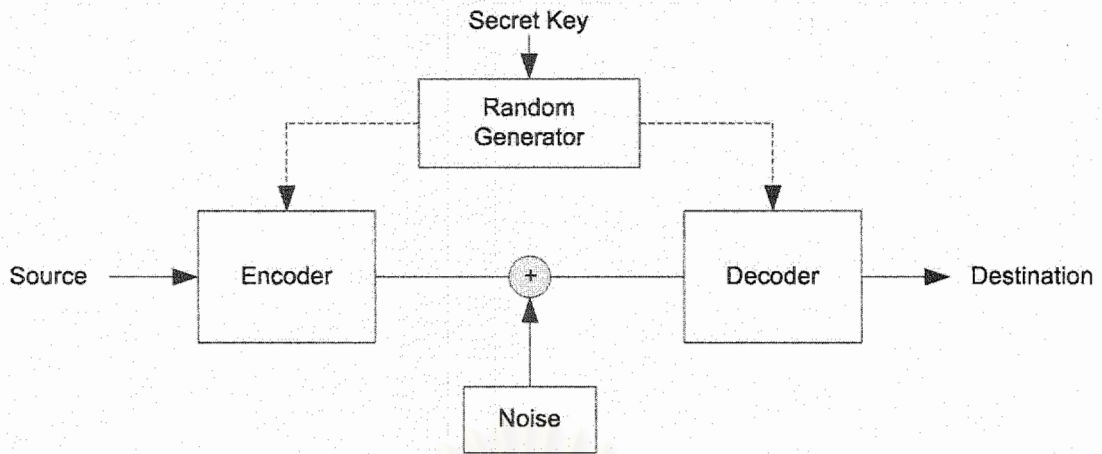 Secret Key
Random
Generator
Source
Encoder
+
Decoder
Destination
Noise